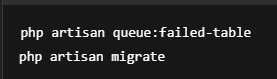 php artisan queue:failed-table
php artisan migrate